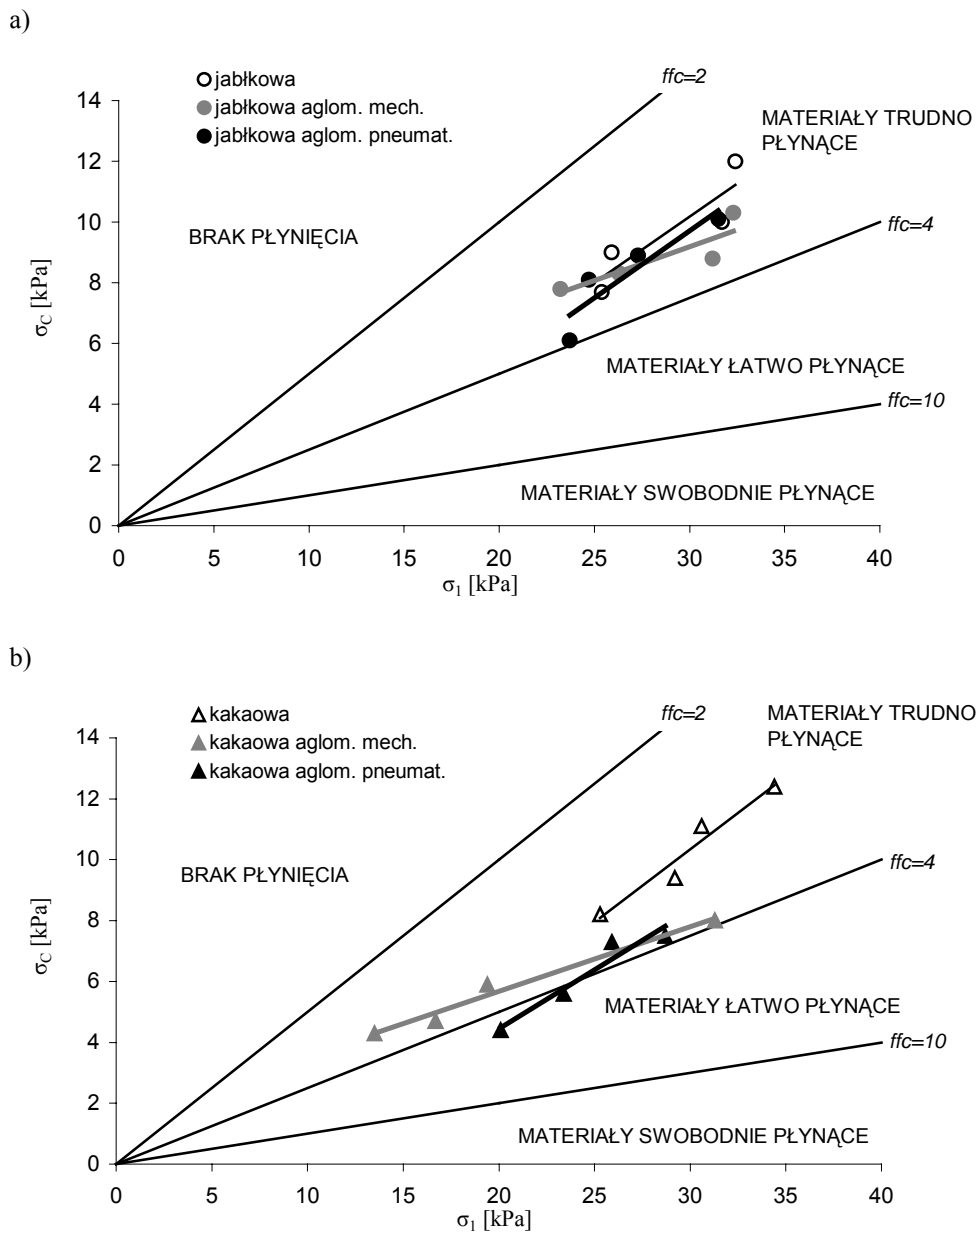 a)
ffc=2
jabłkowa
jabłkowa aglom. mech.
jabłkowa aglom. pneumat.
MATERIAŁY TRUDNO
PŁYNĄCE
BRAK PŁYNIĘCIA
ffc=4
MATERIAŁY ŁATWO PŁYNĄCE
ffc=10
MATERIAŁY SWOBODNIE PŁYNĄCE
σC [kPa]
14
12
10
8
6
4
2
0
0 5 10 15 20 25 30 35 40
σ1 [kPa]
b)
ffc=2
kakaowa
kakaowa aglom. mech.
kakaowa aglom. pneumat.
MATERIAŁY TRUDNO
PŁYNĄCE
BRAK PŁYNIĘCIA
ffc=4
MATERIAŁY ŁATWO PŁYNĄCE
ffc=10
MATERIAŁY SWOBODNIE PŁYNĄCE
σC [kPa]
14
12
10
8
6
4
2
0
0 5 10 15 20 25 30 35 40
σ1 [kPa]